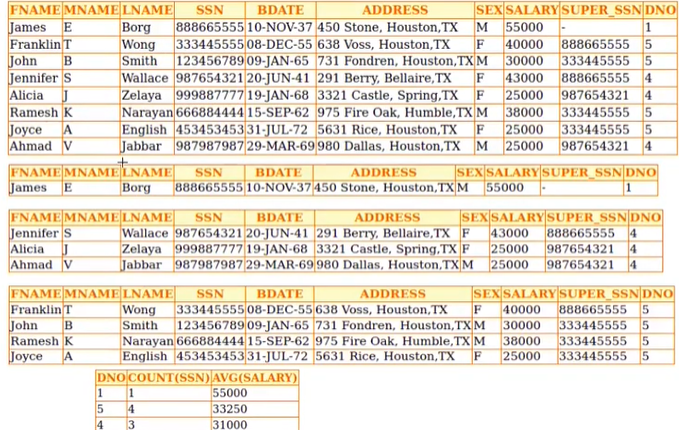 FNAME MNAME LNAME SSN BDATE ADDRESS SEX SALARY SUPER_SSN DNO
James E Borg 888665555 10-NOV-37 450 Stone, Houston,TX M 55000 - 1
Franklin T Wong 333445555 08-DEC-55 638 Voss, Houston,TX F 40000 888665555 5
John B Smith 123456789 09-JAN-65 731 Fondren, Houston,TX M 30000 333445555 5
Jennifer S Wallace 987654321 20-JUN-41 291 Berry, Bellaire,TX F 43000 888665555 4
Alicia J Zelaya 999887777 19-JAN-68 3321 Castle, Spring,TX F 25000 987654321 4
Ramesh K Narayan 666884444 15-SEP-62 975 Fire Oak, Humble,TX M 38000 333445555 5
Joyce A English 453453453 31-JUL-72 5631 Rice, Houston,TX F 25000 333445555 5
Ahmad V Jabbar 987987987 29-MAR-69 980 Dallas, Houston,TX M 25000 987654321 4
FNAME MNAME LNAME SSN BDATE ADDRESS SEX SALARY SUPER_SSN DNO
James E Borg 888665555 10-NOV-37 450 Stone, Houston,TX M 55000 - 1
FNAME MNAME LNAME SSN BDATE ADDRESS SEX SALARY SUPER_SSN DNO
Jennifer S Wallace 987654321 20-JUN-41 291 Berry, Bellaire,TX F 43000 888665555 4
Alicia J Zelaya 999887777 19-JAN-68 3321 Castle, Spring,TX F 25000 987654321 4
Ahmad V Jabbar 987987987 29-MAR-69 980 Dallas, Houston,TX M 25000 987654321 4
FNAME MNAME LNAME SSN BDATE ADDRESS SEX SALARY SUPER_SSN DNO
Franklin T Wong 333445555 08-DEC-55 638 Voss, Houston,TX F 40000 888665555 5
John B Smith 123456789 09-JAN-65 731 Fondren, Houston,TX M 30000 333445555 5
Ramesh K Narayan 666884444 15-SEP-62 975 Fire Oak, Humble,TX M 38000 333445555 5
Joyce A English 453453453 31-JUL-72 5631 Rice, Houston,TX F 25000 333445555 5
DNO COUNT(SSN) AVG(SALARY)
1 1 55000
5 4 33250
4 3 31000